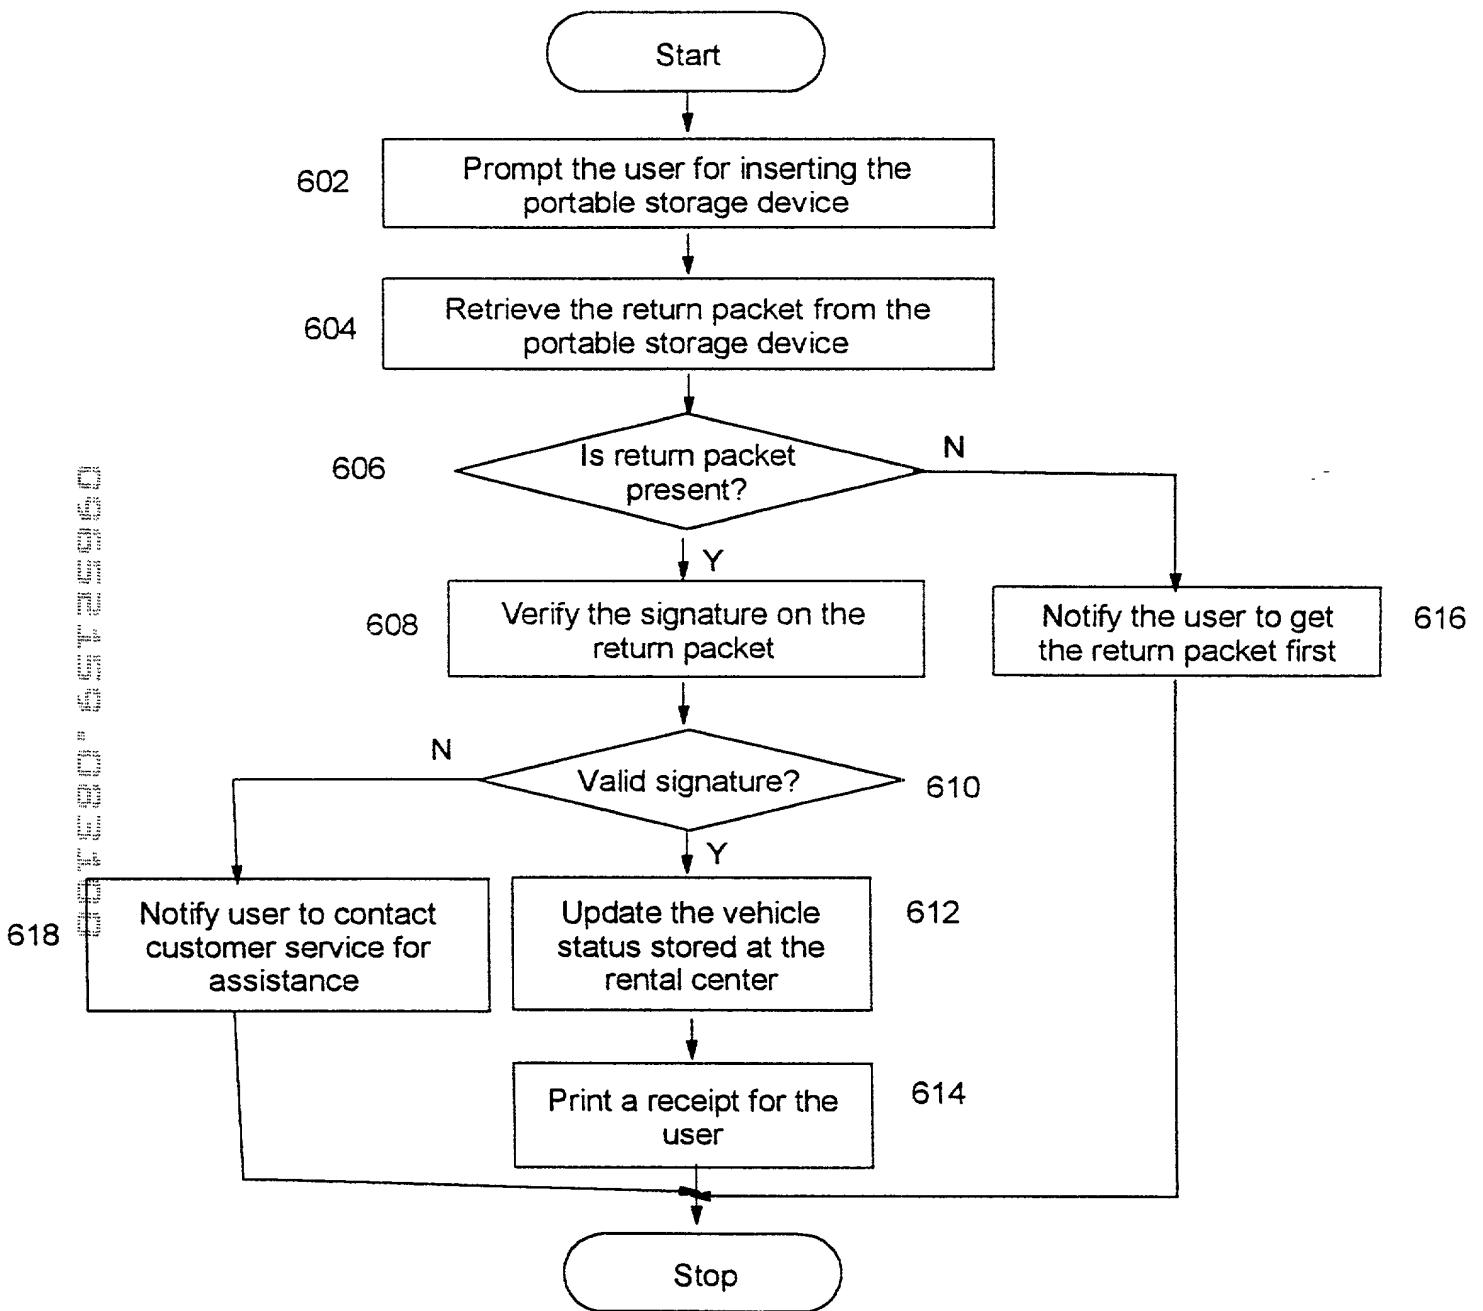 Start
602
Prompt the user for inserting the
portable storage device
604
Retrieve the return packet from the
portable storage device
606
Is return packet
present?
N
Y
608
Verify the signature on the
return packet
Notify the user to get
the return packet first
616
N
Valid signature?
610
Y
618
Notify user to contact
customer service for
assistance
Update the vehicle
status stored at the
rental center
612
Print a receipt for the
user
614
Stop